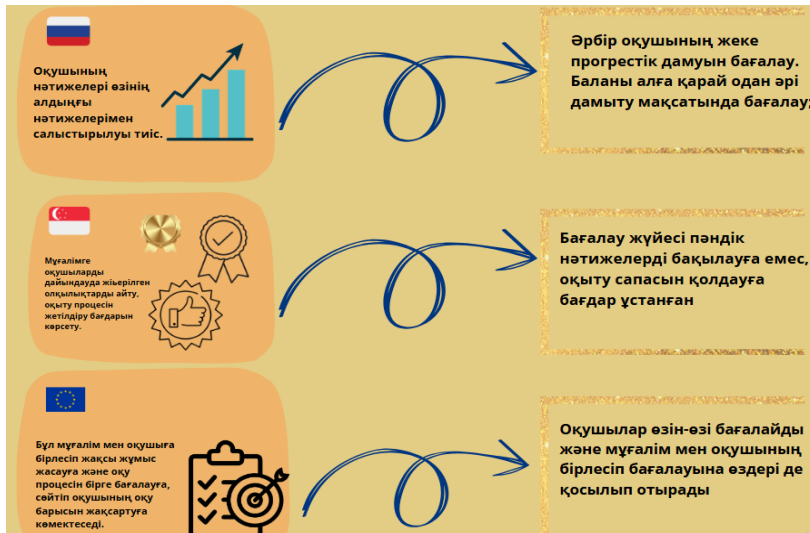 Оқушының
нәтижелері өзінің
алдыңғы
нәтижелерімен
салыстырылуы тиіс.
Әрбір оқушының жеке
прогрестік дамуын бағалау.
Баланы алға қарай одан әрі
дамыту мақсатында бағалау;
Мұғалімге
оқушыларды
дайындауда жіьерілген
олқылықтарды айту,
оқыту процесін
жетілдіру бағдарын
көрсету.
Бағалау жүйесі пәндік
нәтижелерді бақылауға емес,
оқыту сапасын қолдауға
бағдар ұстанған
Бұл мұғалім мен оқушыға
бірлесіп жақсы жұмыс
жасауға және оқу
процесін бірге бағалауға,
сөйтіп оқушының оқу
барысын жақсартуға
көмектеседі.
Оқушылар өзін-өзі бағалайды
және мұғалім мен оқушының
бірлесіп бағалауына өздері де
қосылып отырады